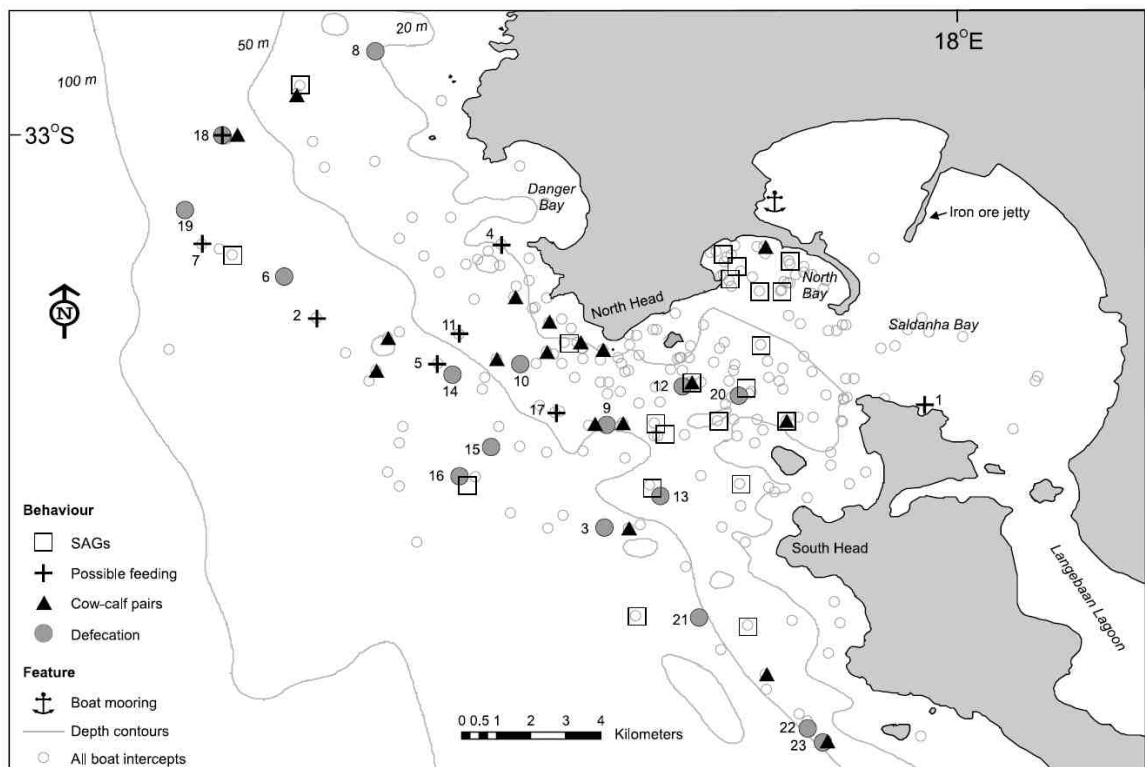 20 m
18°E
50 m
8
100 m
33°S
18
Danger
Bay
Iron ore jetty
19
4
7
North
Bay
6
N
North Head
2
11
Saldanha Bay
5
10
14
12
20
1
17
9
15
16
13
Behaviour
SAGs
3
South Head
Possible feeding
Cow-calf pairs
Langebaan Lagoon
Defecation
21
Feature
Boat mooring
22
0 0.5 1 2 3 4
Kilometers
Depth contours
23
All boat intercepts